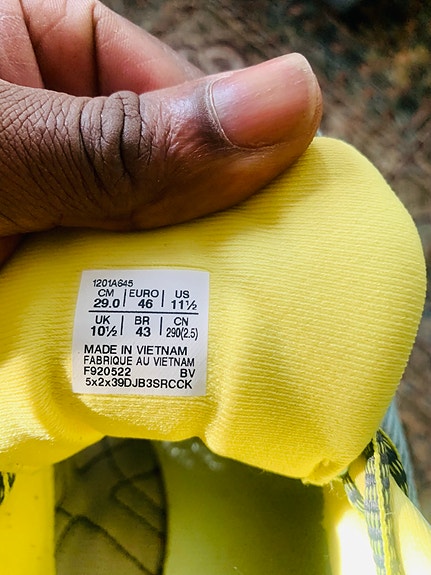 1201A645
CM | EURO | US
29.0 | 46 | 11½
UK | BR | CN
10½ | 43 | 290(2.5)
MADE IN VIETNAM
FABRIQUE AU VIETNAM
F920522 BV
5x2x39DJB3SRCCK